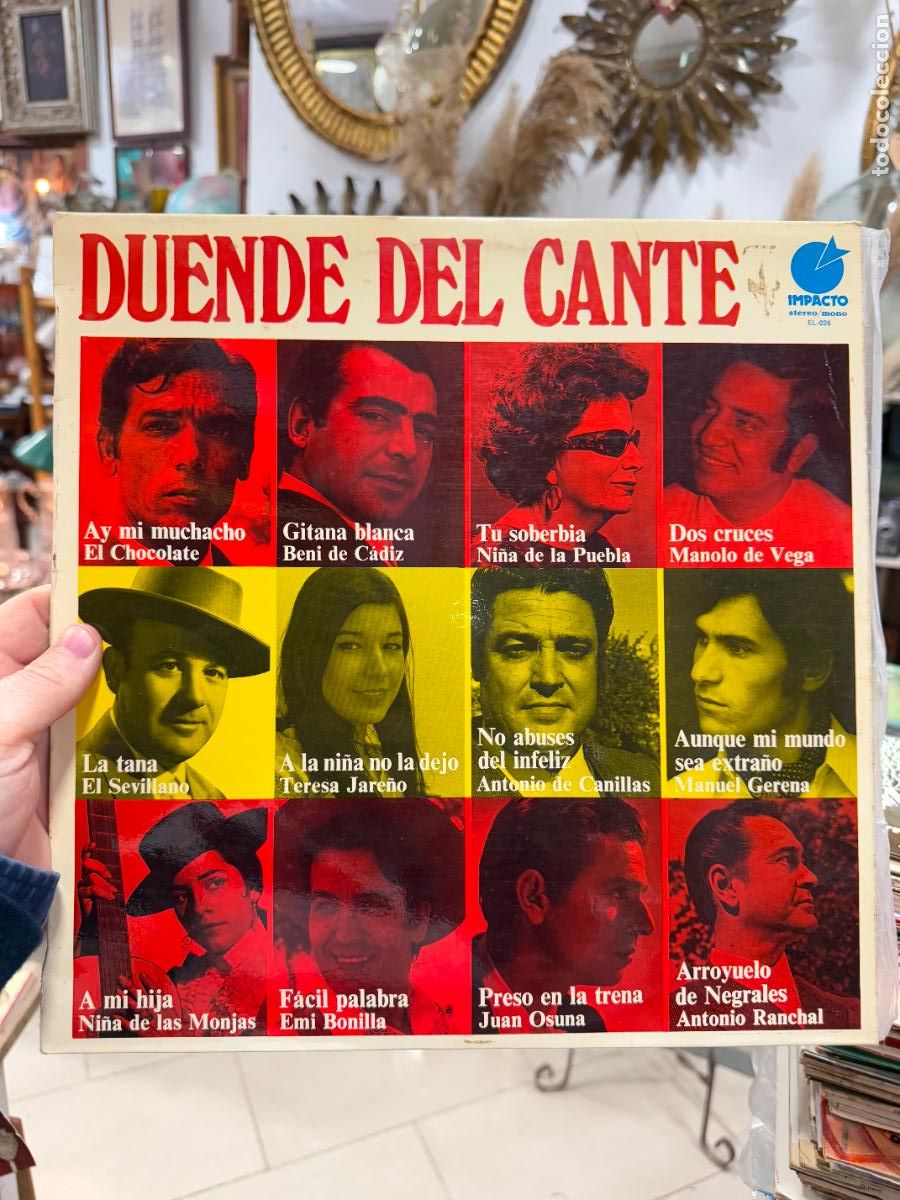 todocoleccion
DUENDE DEL CANTE
IMPACTO
stereo/mono
EL-026
Ay mi muchacho
El Chocolate
Gitana blanca
Beni de Cádiz
Tu soberbia
Niña de la Puebla
Dos cruces
Manolo de Vega
La tana
El Sevillano
A la niña no la dejo
Teresa Jareño
No abuses
del infeliz
Antonio de Canillas
Aunque mi mundo
sea extraño
Manuel Gerena
A mi hija
Niña de las Monjas
Fácil palabra
Emi Bonilla
Preso en la trena
Juan Osuna
Arroyuelo
de Negrales
Antonio Ranchal